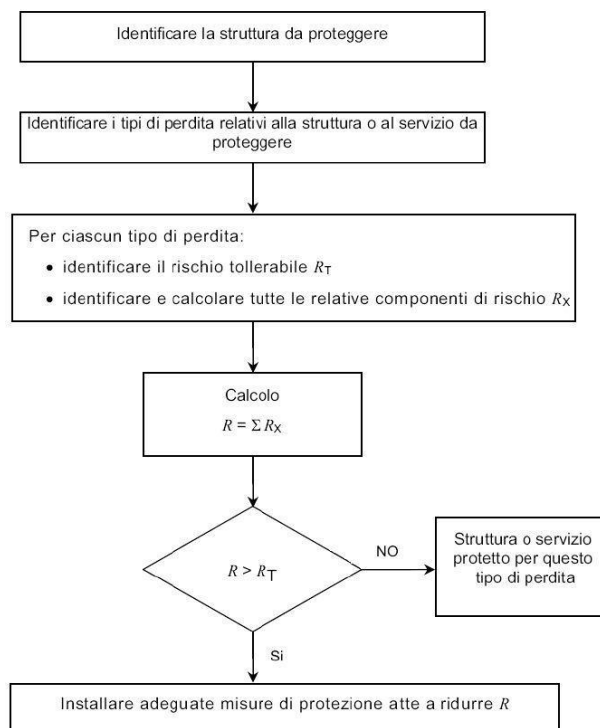 Identificare la struttura da proteggere
Identificare i tipi di perdita relativi alla struttura o al servizio da
proteggere
Per ciascun tipo di perdita:
• identificare il rischio tollerabile RT
• identificare e calcolare tutte le relative componenti di rischio RX
Calcolo
R = Σ RX
R > RT
NO
Struttura o servizio
protetto per questo
tipo di perdita
Si
Installare adeguate misure di protezione atte a ridurre R